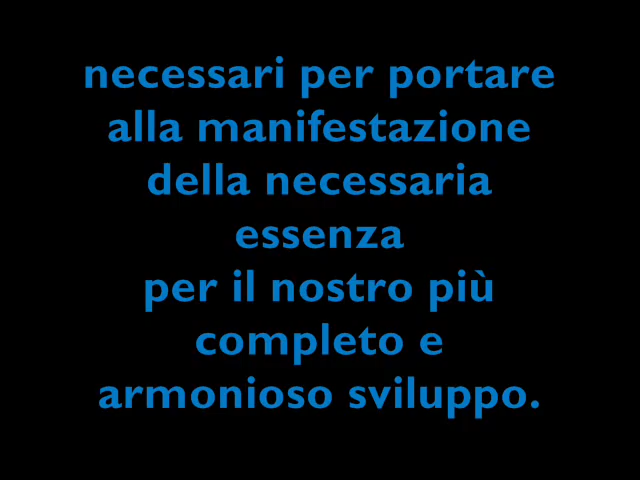 necessari per portare
alla manifestazione
della necessaria
essenza
per il nostro più
completo e
armonioso sviluppo.